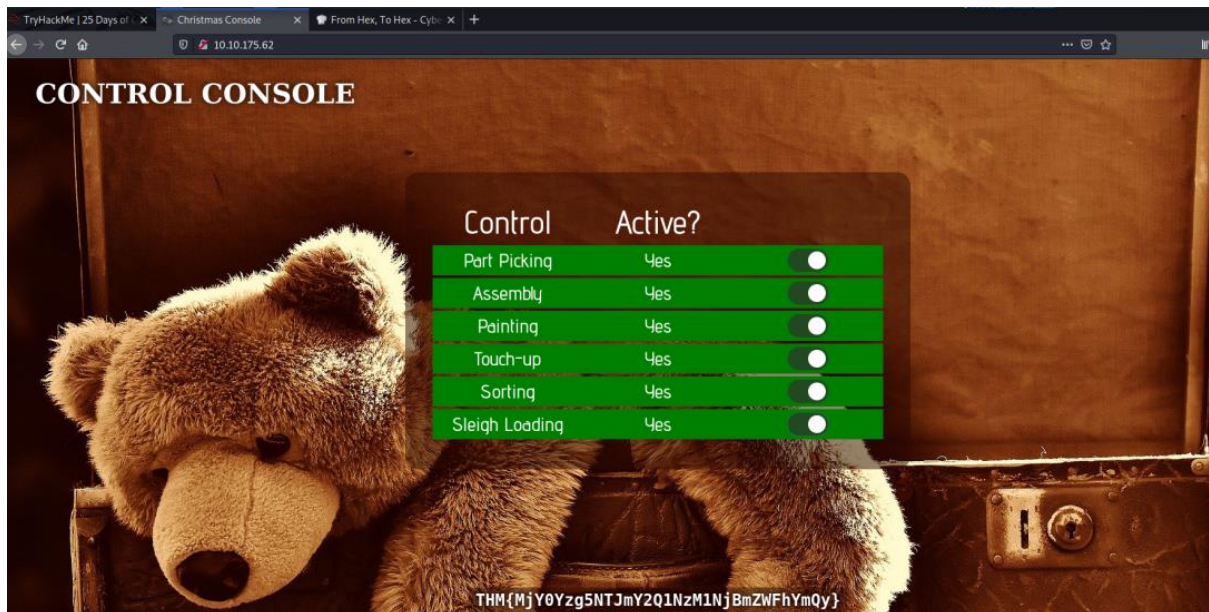 TryHackMe | 25 Days of C
Christmas Console
From Hex, To Hex - Cybe
10.10.175.62
CONTROL CONSOLE
Control Active?
Part Picking Yes
Assembly Yes
Painting Yes
Touch-up Yes
Sorting Yes
Sleigh Loading Yes
THM{MjY0Yzg5NTJmY2Q1NzM1NjBmZWFhYmQy}